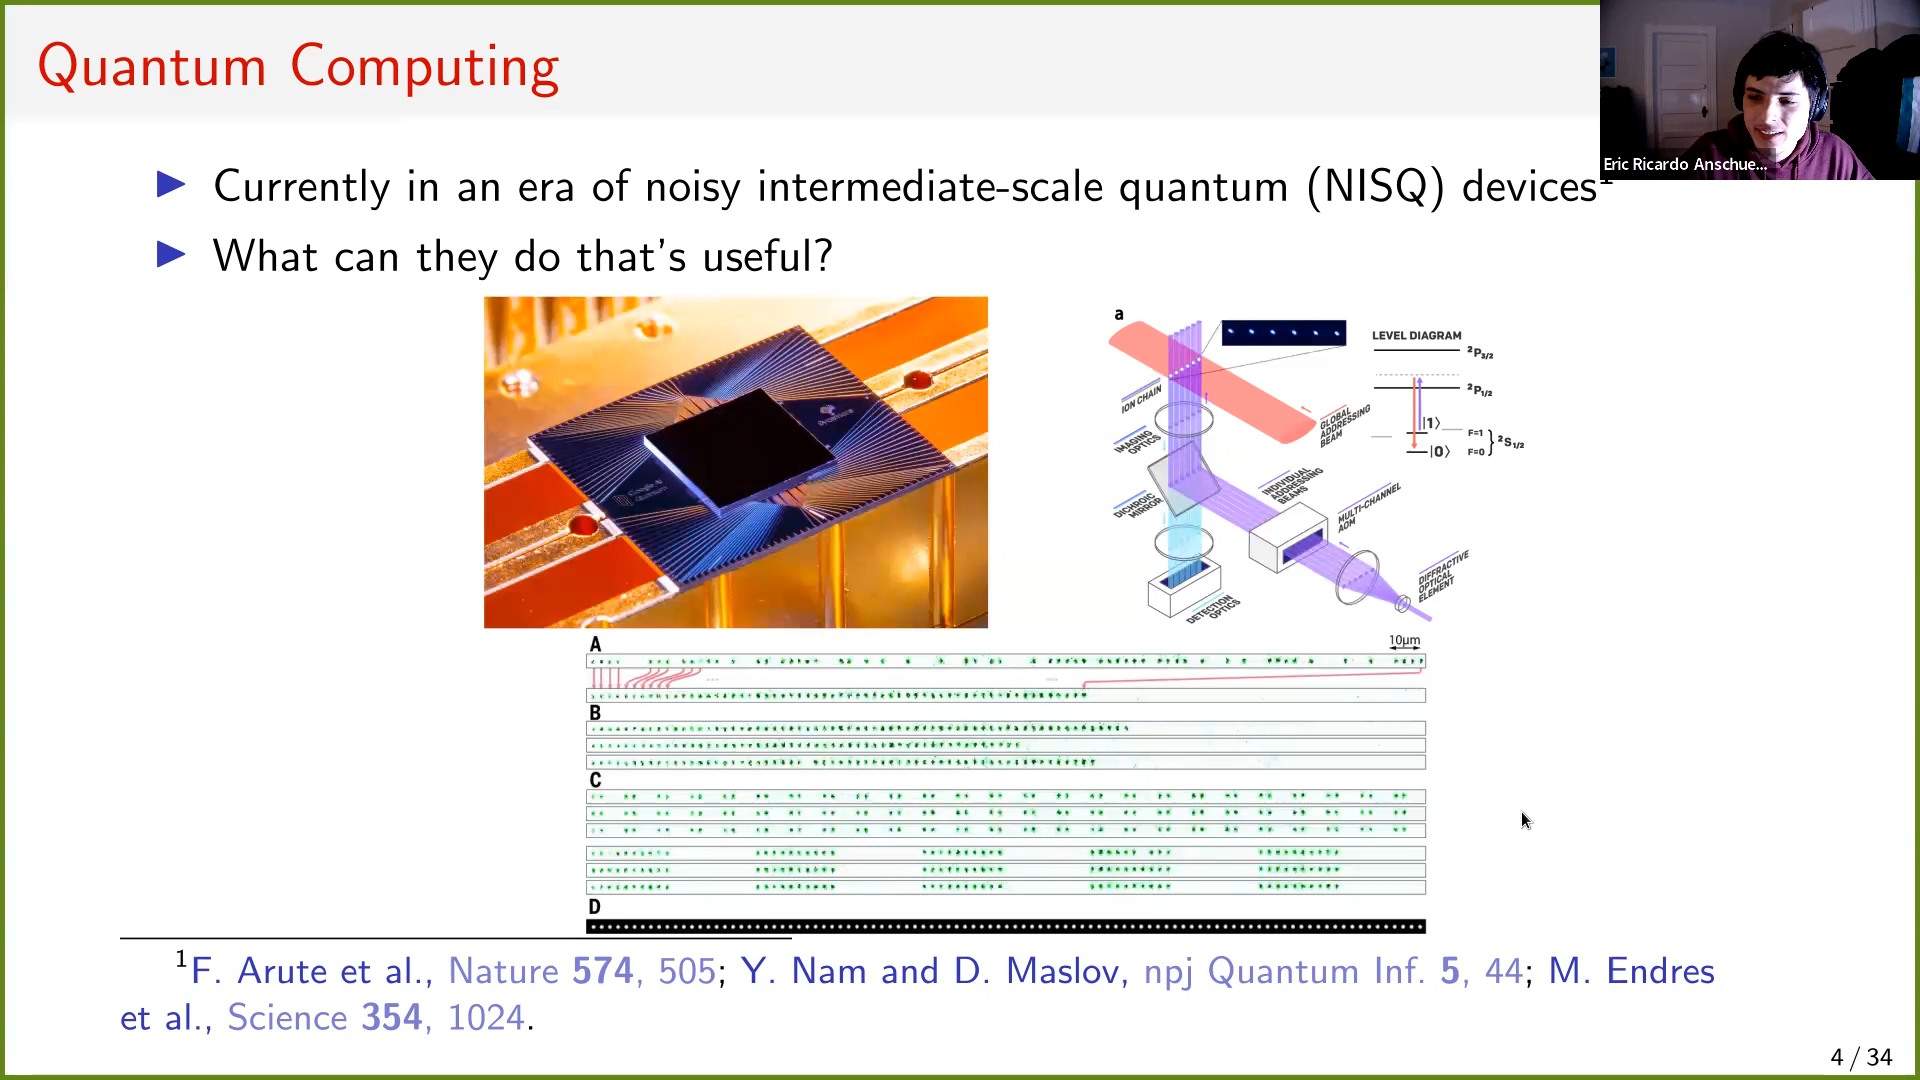 Quantum Computing
Eric Ricardo Anschue...
▶ Currently in an era of noisy intermediate-scale quantum (NISQ) devices¹
▶ What can they do that's useful?
a
LEVEL DIAGRAM
²P₃/₂
²P₁/₂
|1⟩
F=1
²S₁/₂
|0⟩
F=0
ION CHAIN
GLOBAL
ADDRESSING
BEAM
IMAGING
OPTICS
INDIVIDUAL
ADDRESSING
BEAMS
DICHROIC
MIRROR
MULTI-CHANNEL
AOM
DIFFRACTIVE
OPTICAL
ELEMENT
DETECTION
OPTICS
A
10μm
B
C
D
¹F. Arute et al., Nature 574, 505; Y. Nam and D. Maslov, npj Quantum Inf. 5, 44; M. Endres
et al., Science 354, 1024.
4 / 34